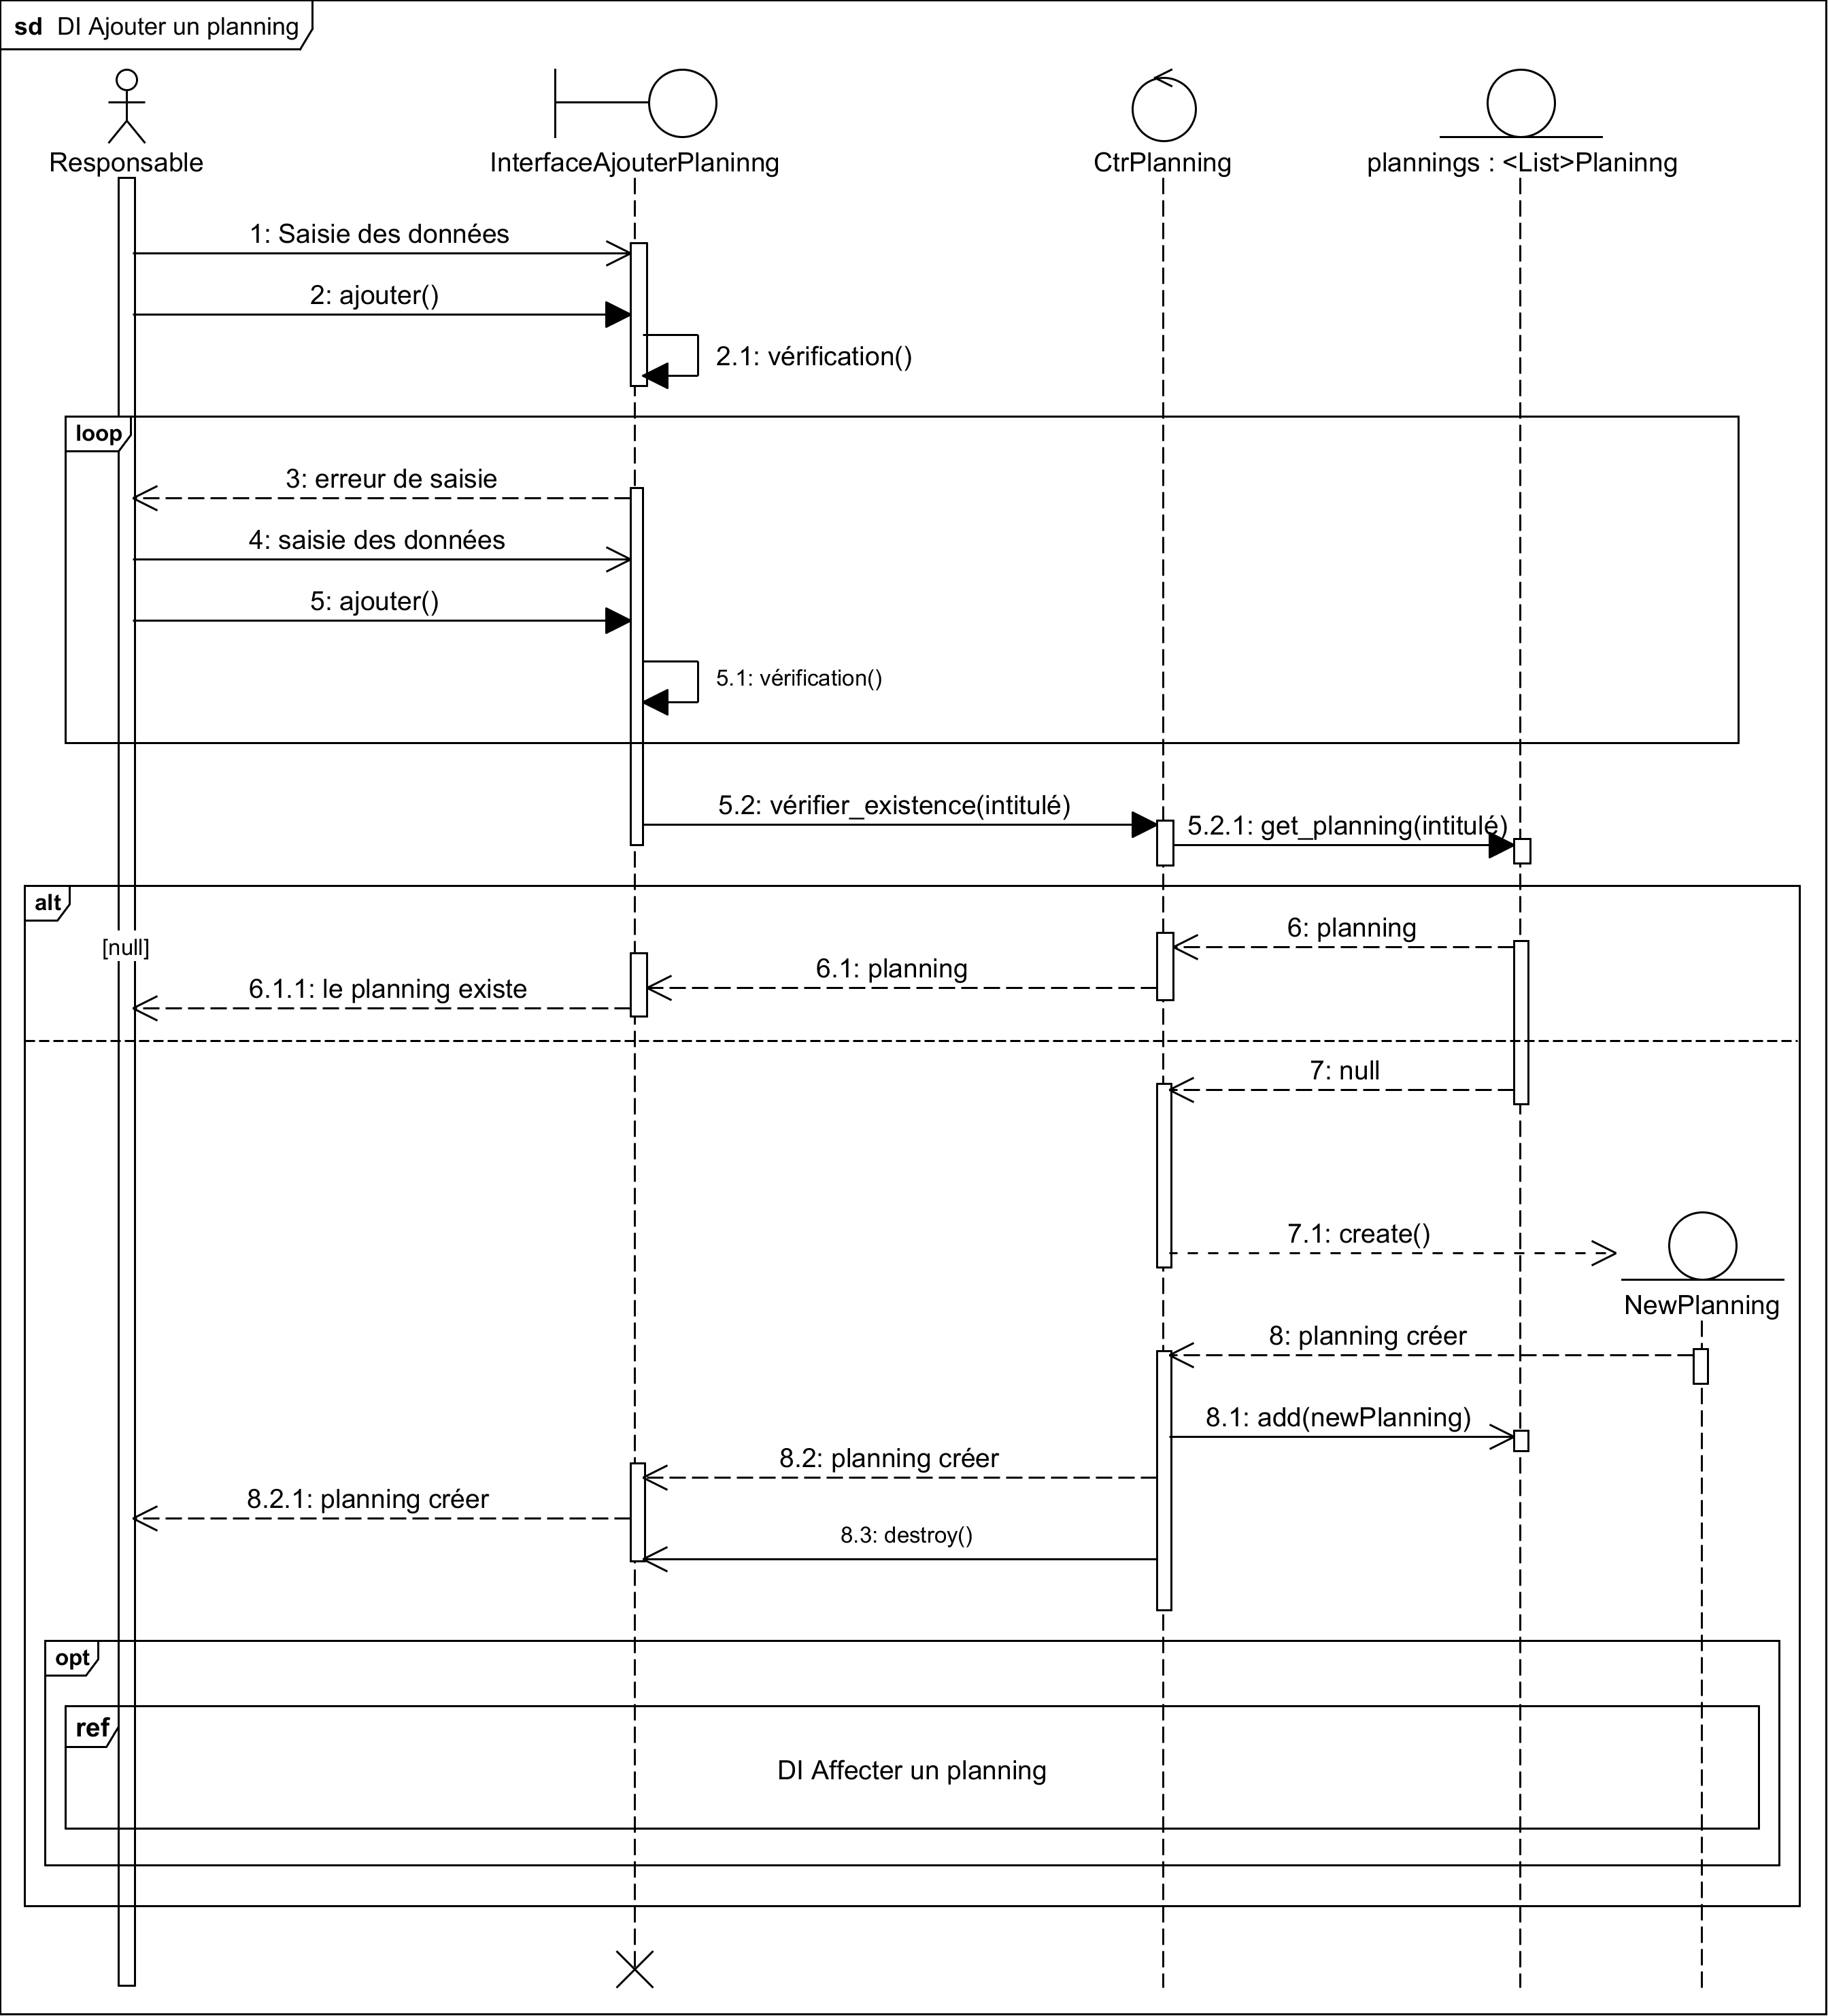 sd DI Ajouter un planning
Responsable
InterfaceAjouterPlaninng
CtrPlanning
plannings : <List>Planinng
1: Saisie des données
2: ajouter()
2.1: vérification()
loop
3: erreur de saisie
4: saisie des données
5: ajouter()
5.1: vérification()
5.2: vérifier_existence(intitulé)
5.2.1: get_planning(intitulé)
alt
[null]
6: planning
6.1: planning
6.1.1: le planning existe
7: null
7.1: create()
NewPlanning
8: planning créer
8.1: add(newPlanning)
8.2: planning créer
8.2.1: planning créer
8.3: destroy()
opt
ref
DI Affecter un planning